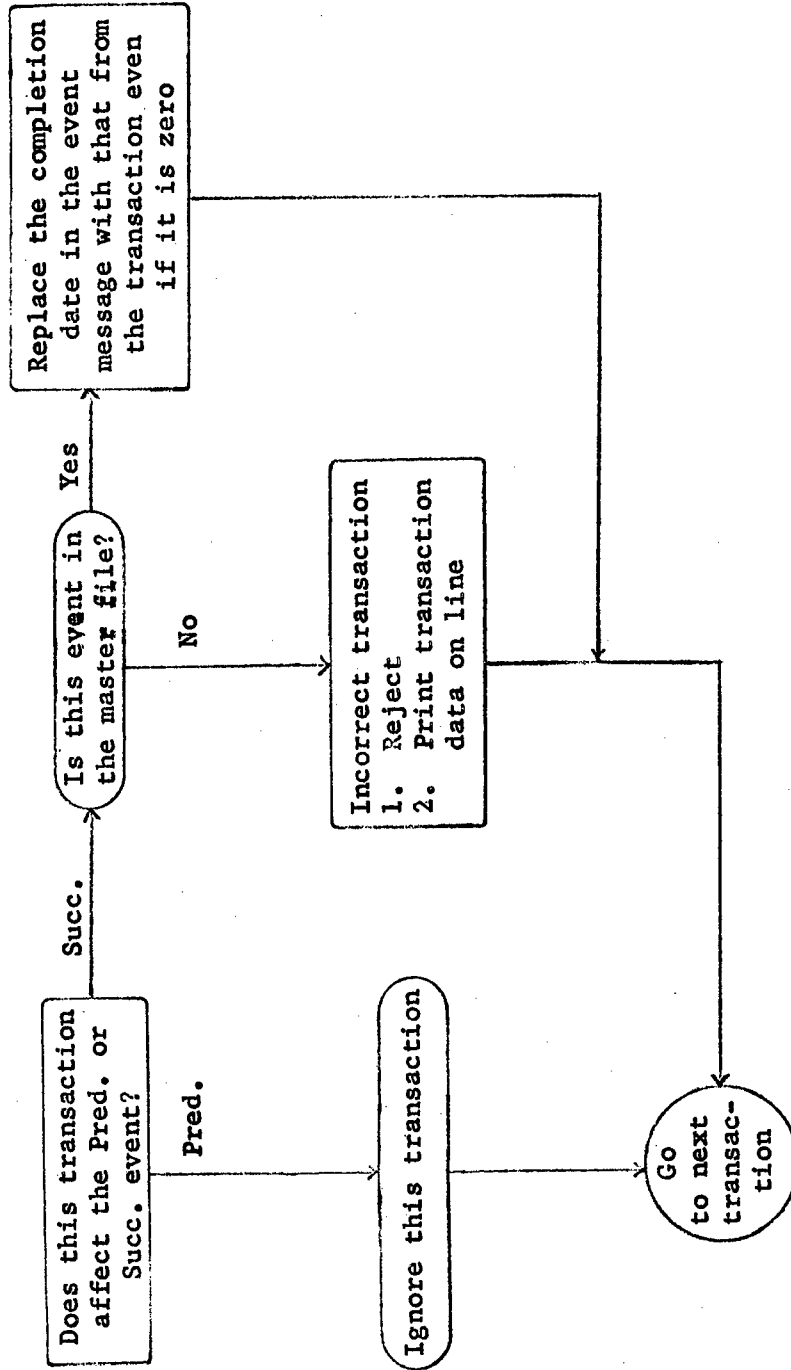 Does this transaction
affect the Pred. or
Succ. event?
Succ.
Is this event in
the master file?
Yes
Replace the completion
date in the event
message with that from
the transaction even
if it is zero
Pred.
No
Ignore this transaction
Incorrect transaction
1. Reject
2. Print transaction
data on line
Go
to next
transac-
tion